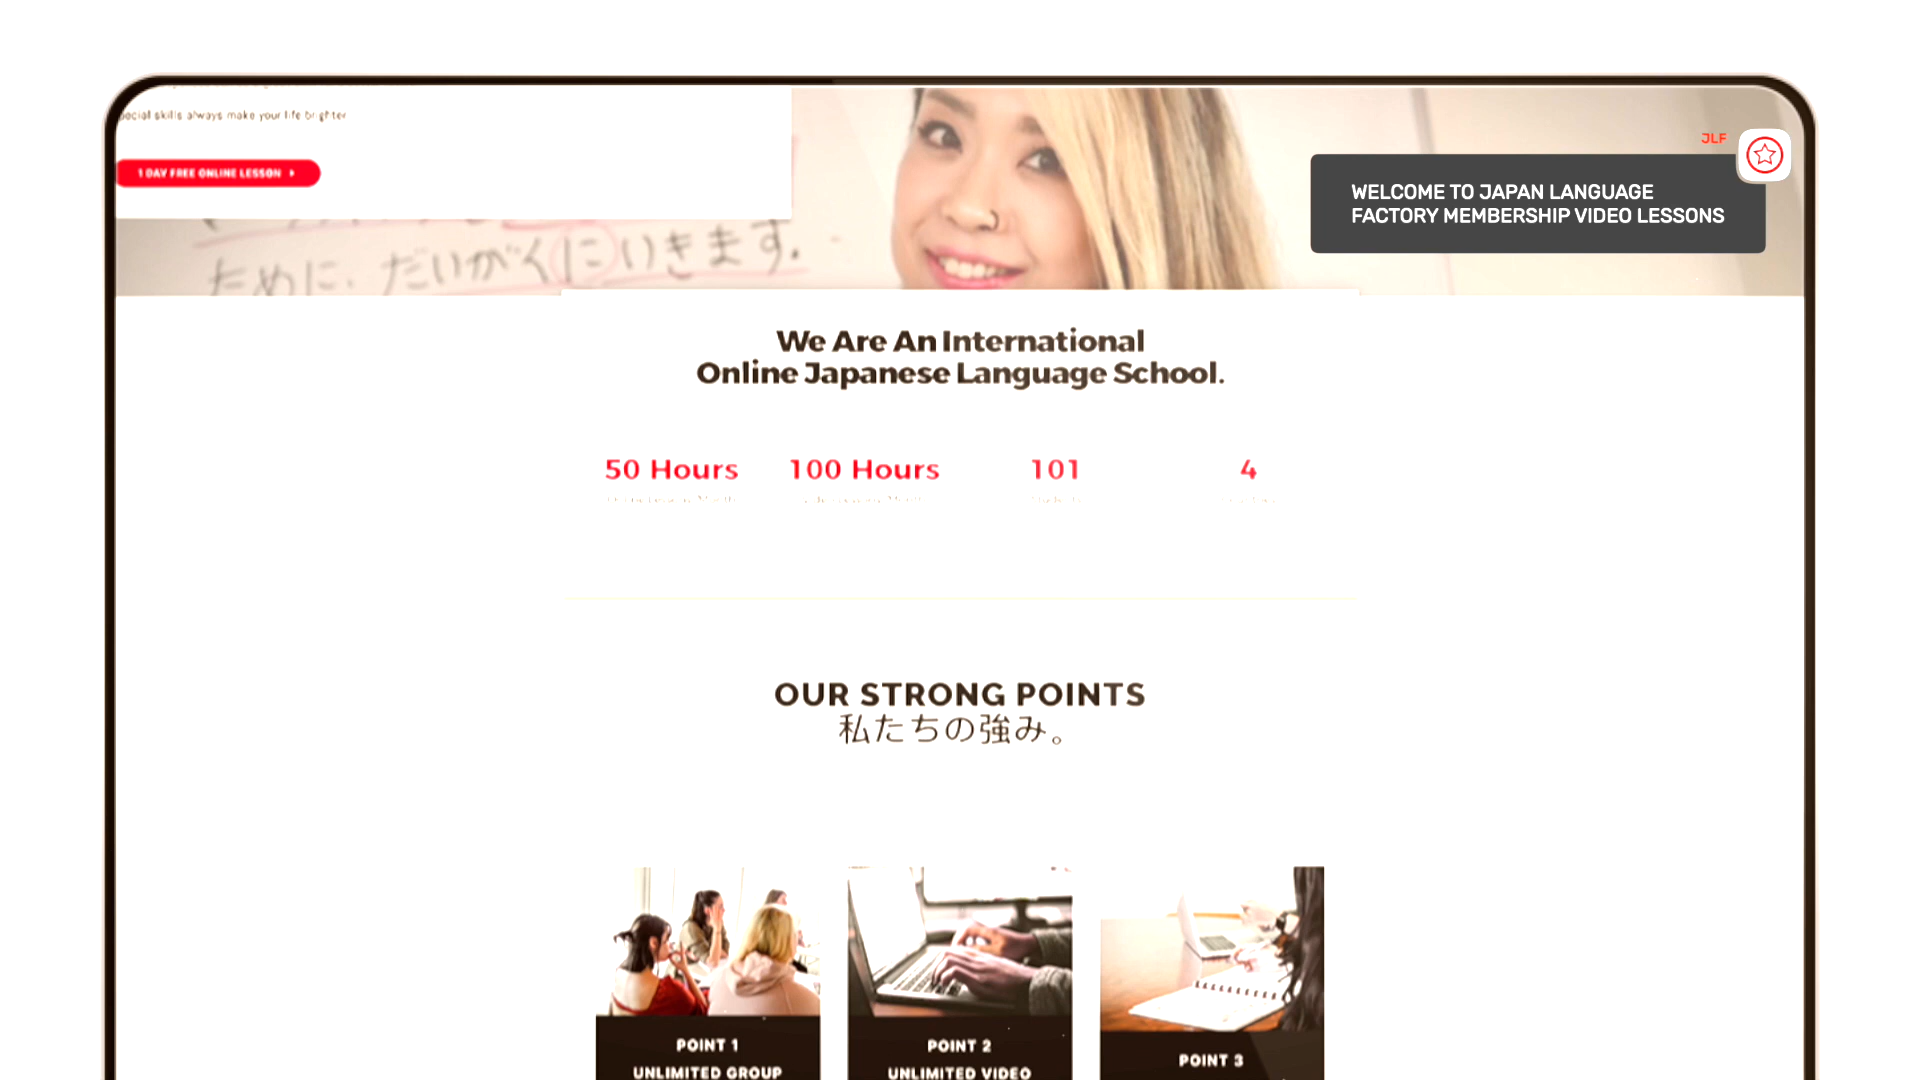 special skills always make your life brighter
1 DAY FREE ONLINE LESSON
JLF
WELCOME TO JAPAN LANGUAGE
FACTORY MEMBERSHIP VIDEO LESSONS
ために、だいがくにいきます.
We Are An International
Online Japanese Language School.
50 Hours 100 Hours 101 4
OUR STRONG POINTS
私たちの強み。
POINT 1
UNLIMITED GROUP
POINT 2
UNLIMITED VIDEO
POINT 3